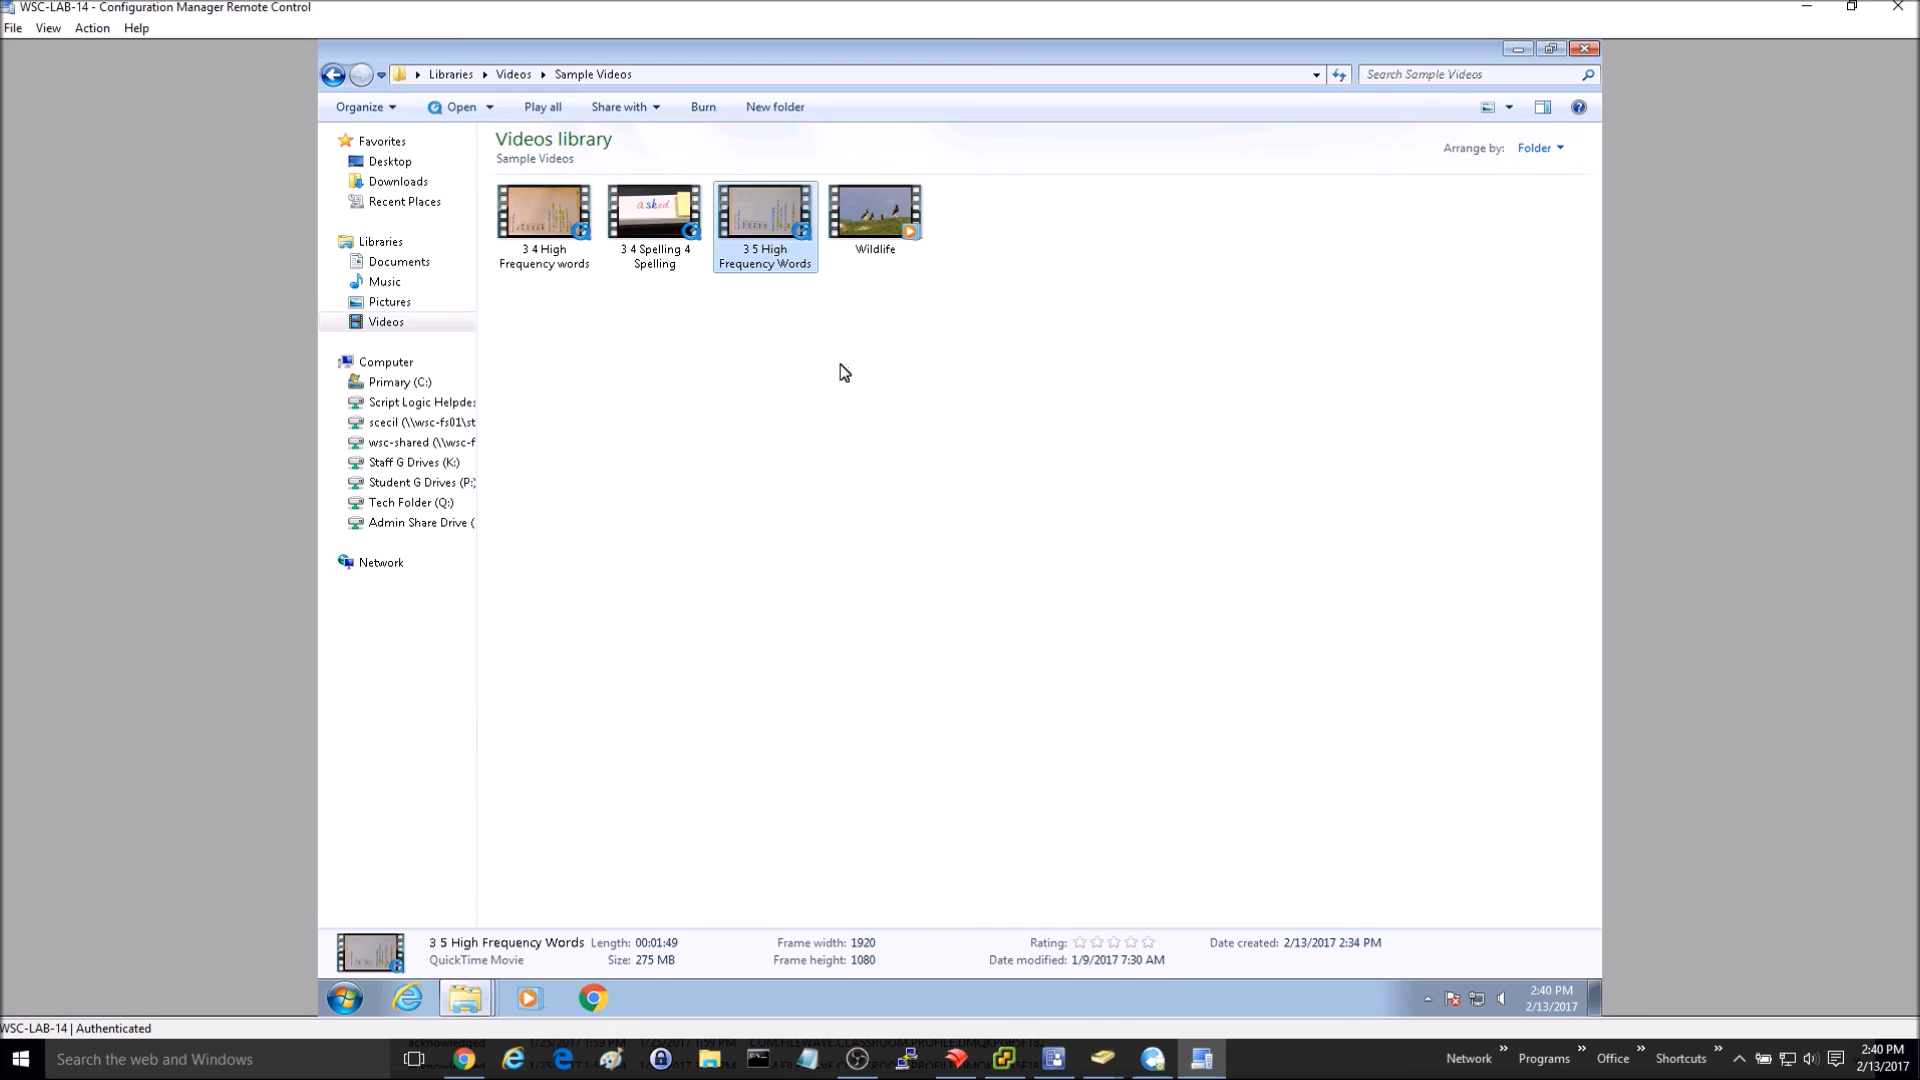 WSC-LAB-14 - Configuration Manager Remote Control
File View Action Help
Libraries Videos Sample Videos
Search Sample Videos
Organize Open Play all Share with Burn New folder
Videos library
Sample Videos
Arrange by: Folder
asked
3 4 High
Frequency words
3 4 Spelling 4
Spelling
3 5 High
Frequency Words
Wildlife
Favorites
Desktop
Downloads
Recent Places
Libraries
Documents
Music
Pictures
Videos
Computer
Primary (C:)
Script Logic Helpdes
scecil (\\wsc-fs01\st
wsc-shared (\\wsc-f
Staff G Drives (K:)
Student G Drives (P:)
Tech Folder (Q:)
Admin Share Drive (
Network
3 5 High Frequency Words Length: 00:01:49 Frame width: 1920 Rating: Date created: 2/13/2017 2:34 PM
QuickTime Movie Size: 275 MB Frame height: 1080 Date modified: 1/9/2017 7:30 AM
2:40 PM
2/13/2017
WSC-LAB-14 | Authenticated
Search the web and Windows
Network Programs Office Shortcuts
2:40 PM
2/13/2017